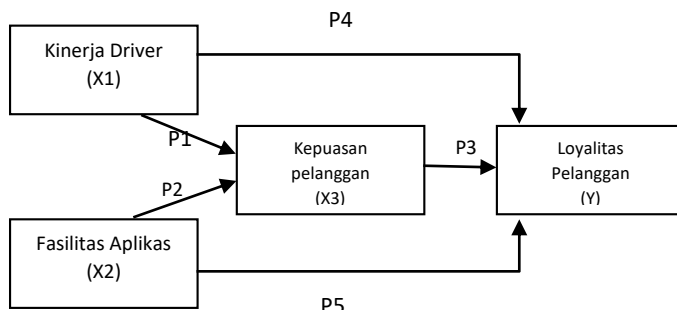 P4
Kinerja Driver
(X1)
P1
Kepuasan
pelanggan
(X3)
P3
Loyalitas
Pelanggan
(Y)
P2
Fasilitas Aplikas
(X2)
P5